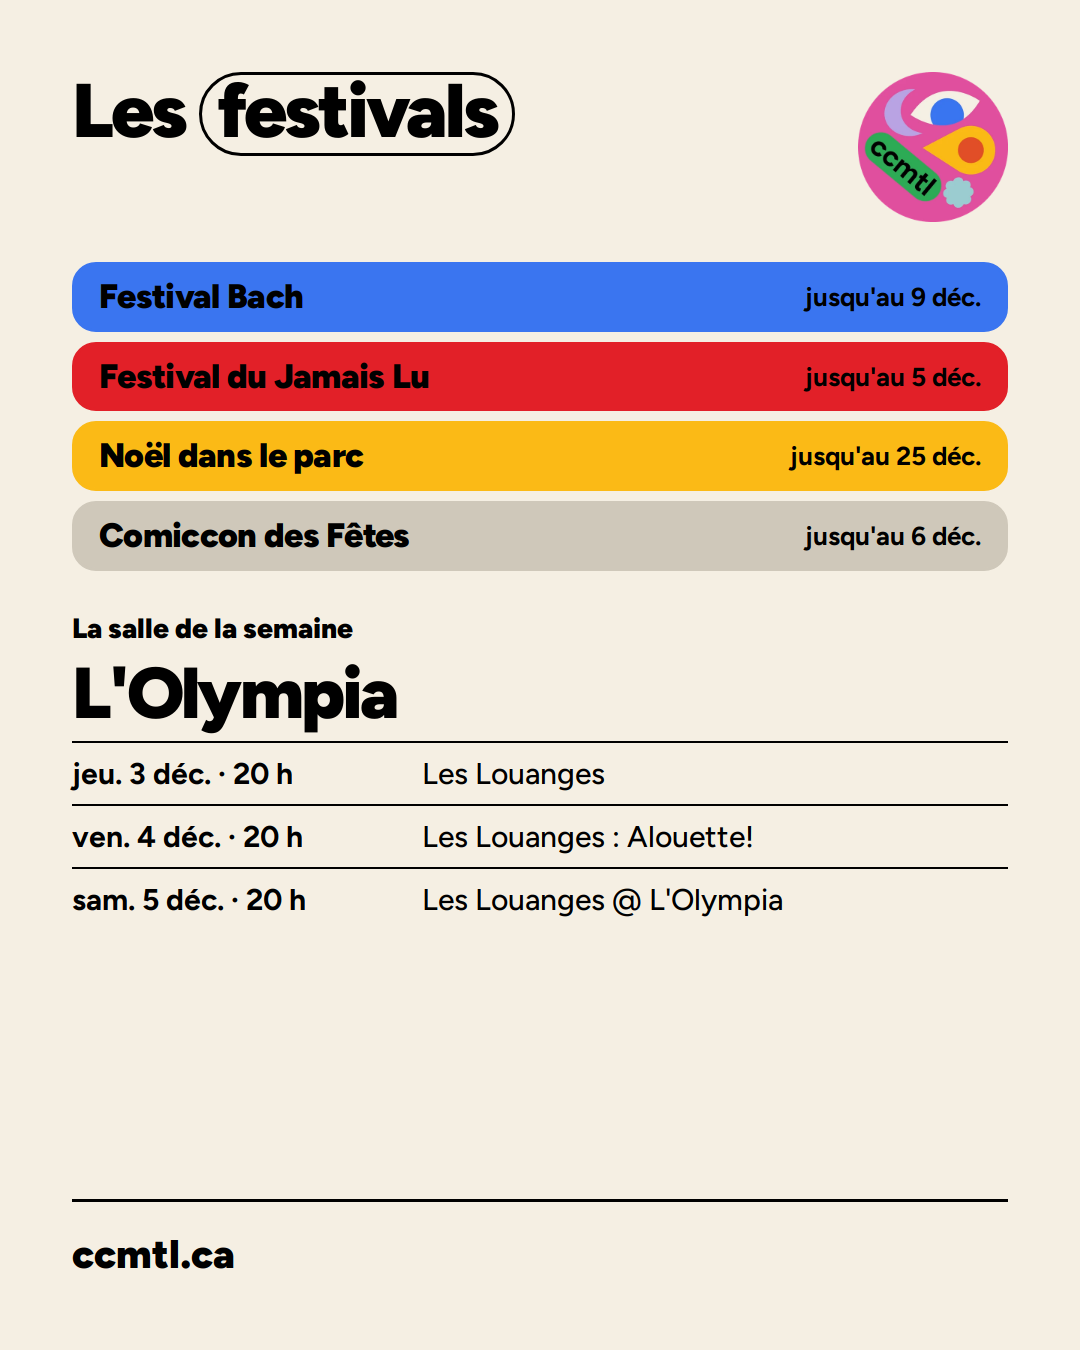 Les festivals
ccmtl
Festival Bach jusqu'au 9 déc.
Festival du Jamais Lu jusqu'au 5 déc.
Noël dans le parc jusqu'au 25 déc.
Comiccon des Fêtes jusqu'au 6 déc.
La salle de la semaine
L'Olympia
jeu. 3 déc. · 20 h Les Louanges
ven. 4 déc. · 20 h Les Louanges : Alouette!
sam. 5 déc. · 20 h Les Louanges @ L'Olympia
ccmtl.ca